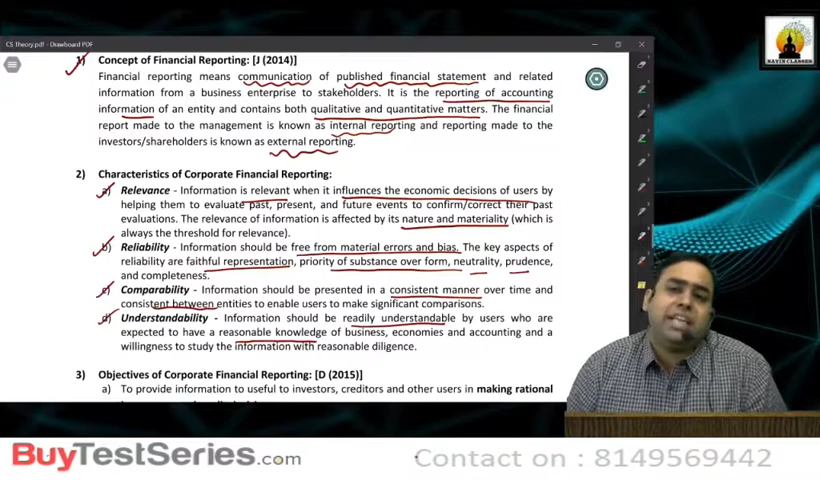 CS Theory.pdf - Drawboard PDF
NAVIN CLASSES
1) Concept of Financial Reporting: [J (2014)]
Financial reporting means communication of published financial statement and related
information from a business enterprise to stakeholders. It is the reporting of accounting
information of an entity and contains both qualitative and quantitative matters. The financial
report made to the management is known as internal reporting and reporting made to the
investors/shareholders is known as external reporting.
2) Characteristics of Corporate Financial Reporting:
a) Relevance - Information is relevant when it influences the economic decisions of users by
helping them to evaluate past, present, and future events to confirm/correct their past
evaluations. The relevance of information is affected by its nature and materiality (which is
always the threshold for relevance).
b) Reliability - Information should be free from material errors and bias. The key aspects of
reliability are faithful representation, priority of substance over form, neutrality, prudence,
and completeness.
c) Comparability - Information should be presented in a consistent manner over time and
consistent between entities to enable users to make significant comparisons.
d) Understandability - Information should be readily understandable by users who are
expected to have a reasonable knowledge of business, economies and accounting and a
willingness to study the information with reasonable diligence.
3) Objectives of Corporate Financial Reporting: [D (2015)]
a) To provide information to useful to investors, creditors and other users in making rational
BuyTestSeries.com
Contact on : 8149569442